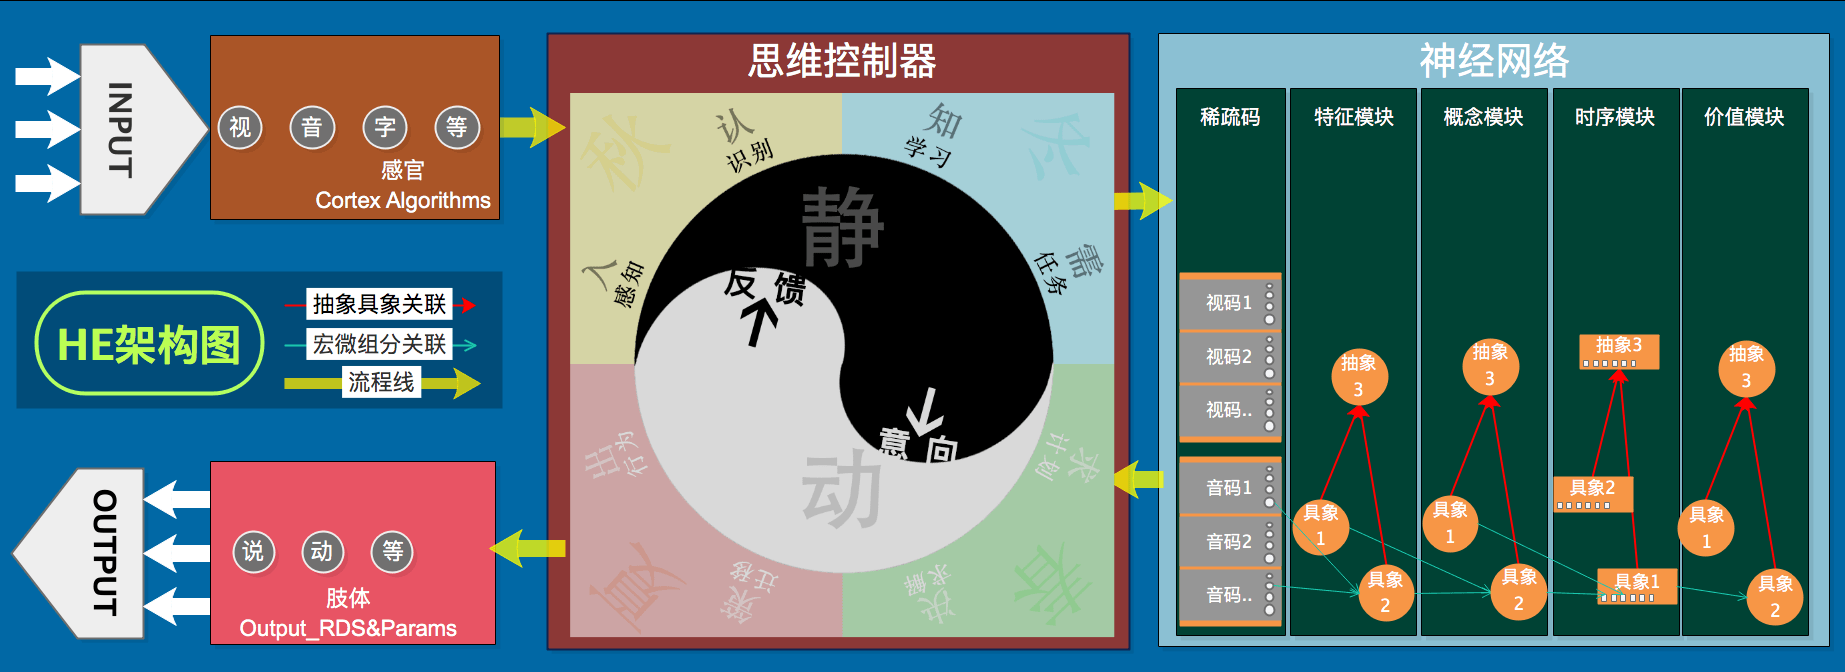 INPUT
视 音 字 等
感官
Cortex Algorithms
HE架构图
抽象具象关联
宏微组分关联
流程线
OUTPUT
说 动 等
肢体
Output_RDS&Params
思维控制器
秋
认
识别
知
学习
冬
入
感知
静
需
任务
反馈
意向
动
出
行为
求
计划
夏
策
迁移
决
求解
春
神经网络
稀疏码
特征模块
概念模块
时序模块
价值模块
视码1
视码2
视码..
音码1
音码2
音码..
抽象
3
具象
1
具象
2
抽象
3
具象
1
具象
2
抽象3
具象2
具象1
抽象
3
具象
1
具象
2